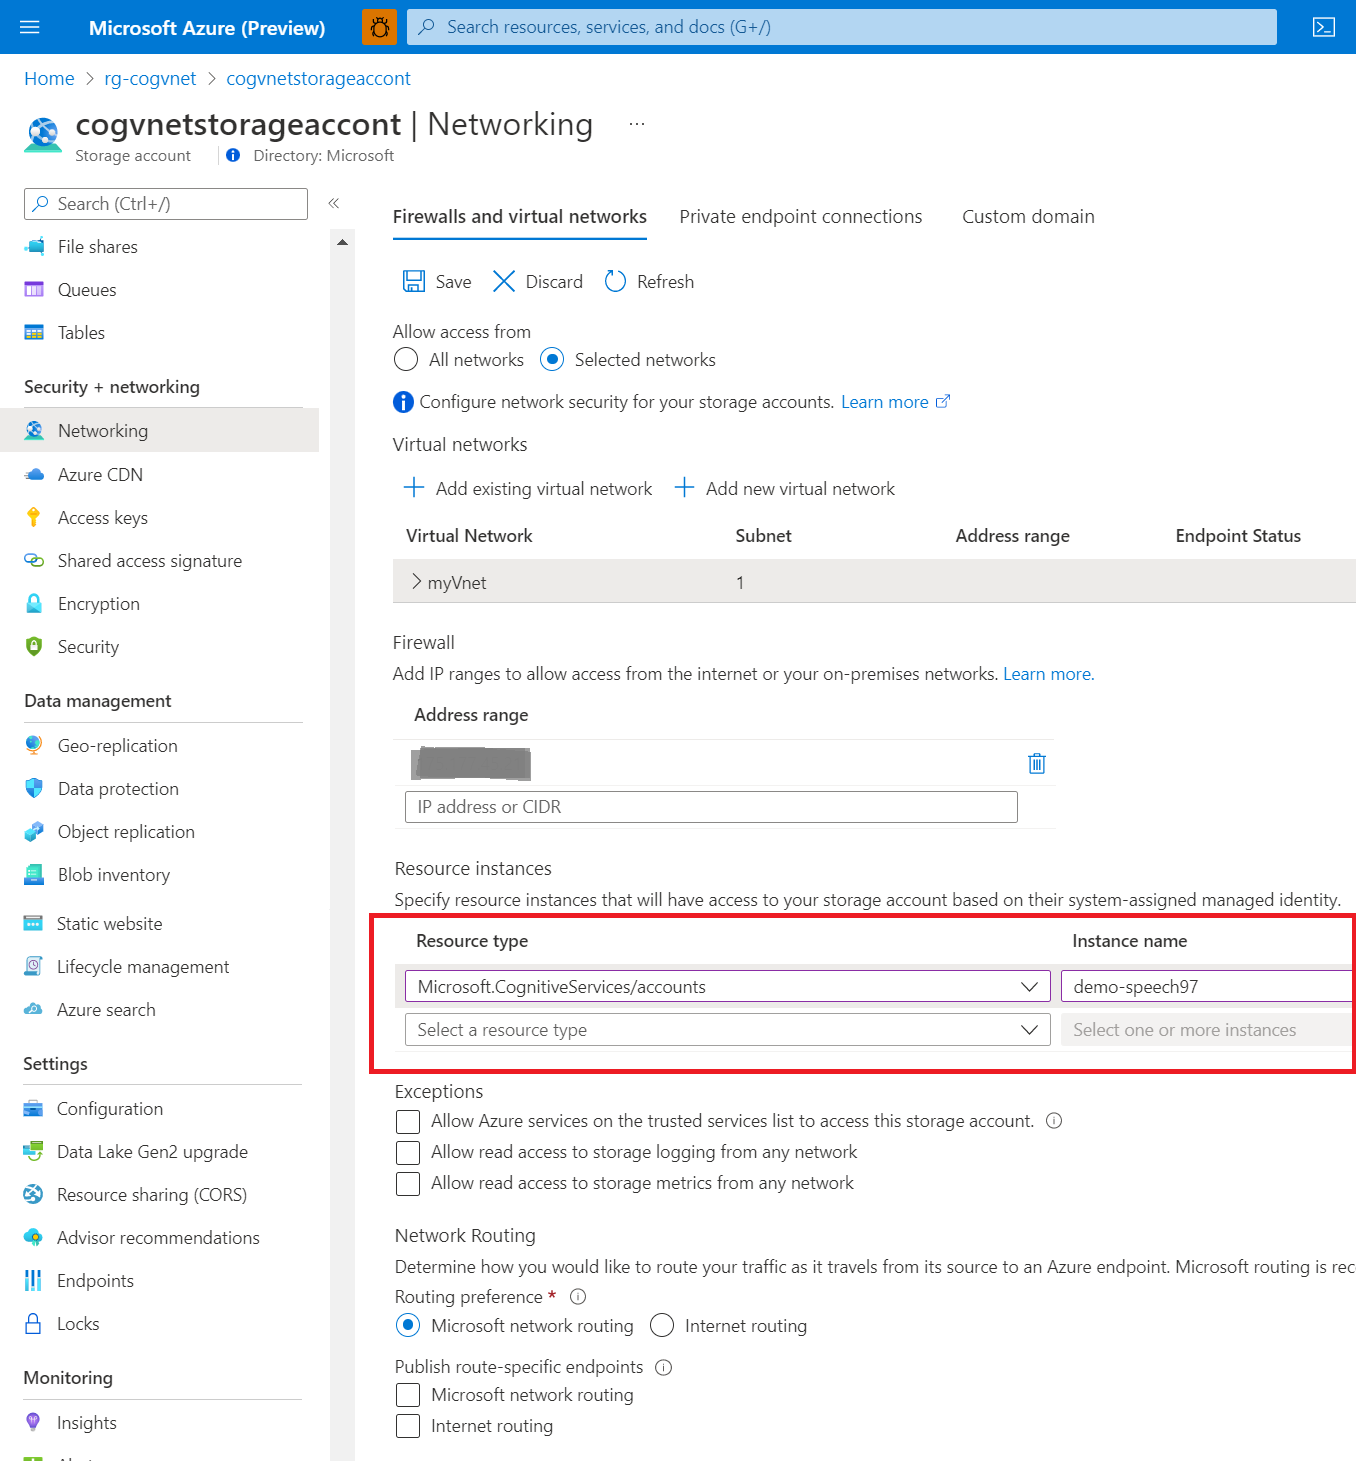 Microsoft Azure (Preview)
Search resources, services, and docs (G+/)
Home > rg-cogvnet > cogvnetstorageaccont
cogvnetstorageaccont | Networking ...
Storage account
Directory: Microsoft
Search (Ctrl+/)
«
File shares
Queues
Tables
Security + networking
Networking
Azure CDN
Access keys
Shared access signature
Encryption
Security
Data management
Geo-replication
Data protection
Object replication
Blob inventory
Static website
Lifecycle management
Azure search
Settings
Configuration
Data Lake Gen2 upgrade
Resource sharing (CORS)
Advisor recommendations
Endpoints
Locks
Monitoring
Insights
Firewalls and virtual networks
Private endpoint connections
Custom domain
Save
Discard
Refresh
Allow access from
All networks
Selected networks
Configure network security for your storage accounts. Learn more
Virtual networks
+ Add existing virtual network
+ Add new virtual network
Virtual Network Subnet Address range Endpoint Status
> myVnet 1
Firewall
Add IP ranges to allow access from the internet or your on-premises networks. Learn more.
Address range
IP address or CIDR
Resource instances
Specify resource instances that will have access to your storage account based on their system-assigned managed identity.
Resource type Instance name
Microsoft.CognitiveServices/accounts demo-speech97
Select a resource type Select one or more instances
Exceptions
Allow Azure services on the trusted services list to access this storage account.
Allow read access to storage logging from any network
Allow read access to storage metrics from any network
Network Routing
Determine how you would like to route your traffic as it travels from its source to an Azure endpoint. Microsoft routing is rec
Routing preference *
Microsoft network routing
Internet routing
Publish route-specific endpoints
Microsoft network routing
Internet routing